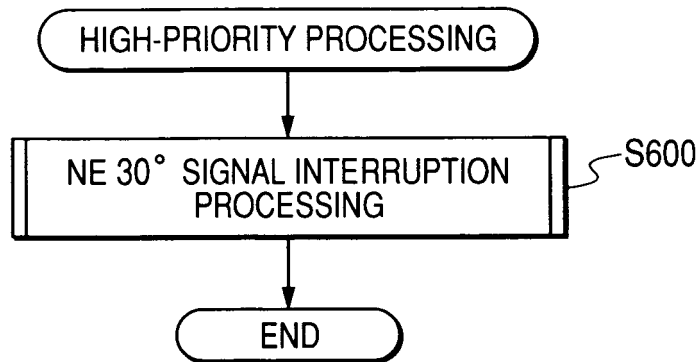 HIGH-PRIORITY PROCESSING
NE 30° SIGNAL INTERRUPTION
PROCESSING
S600
END